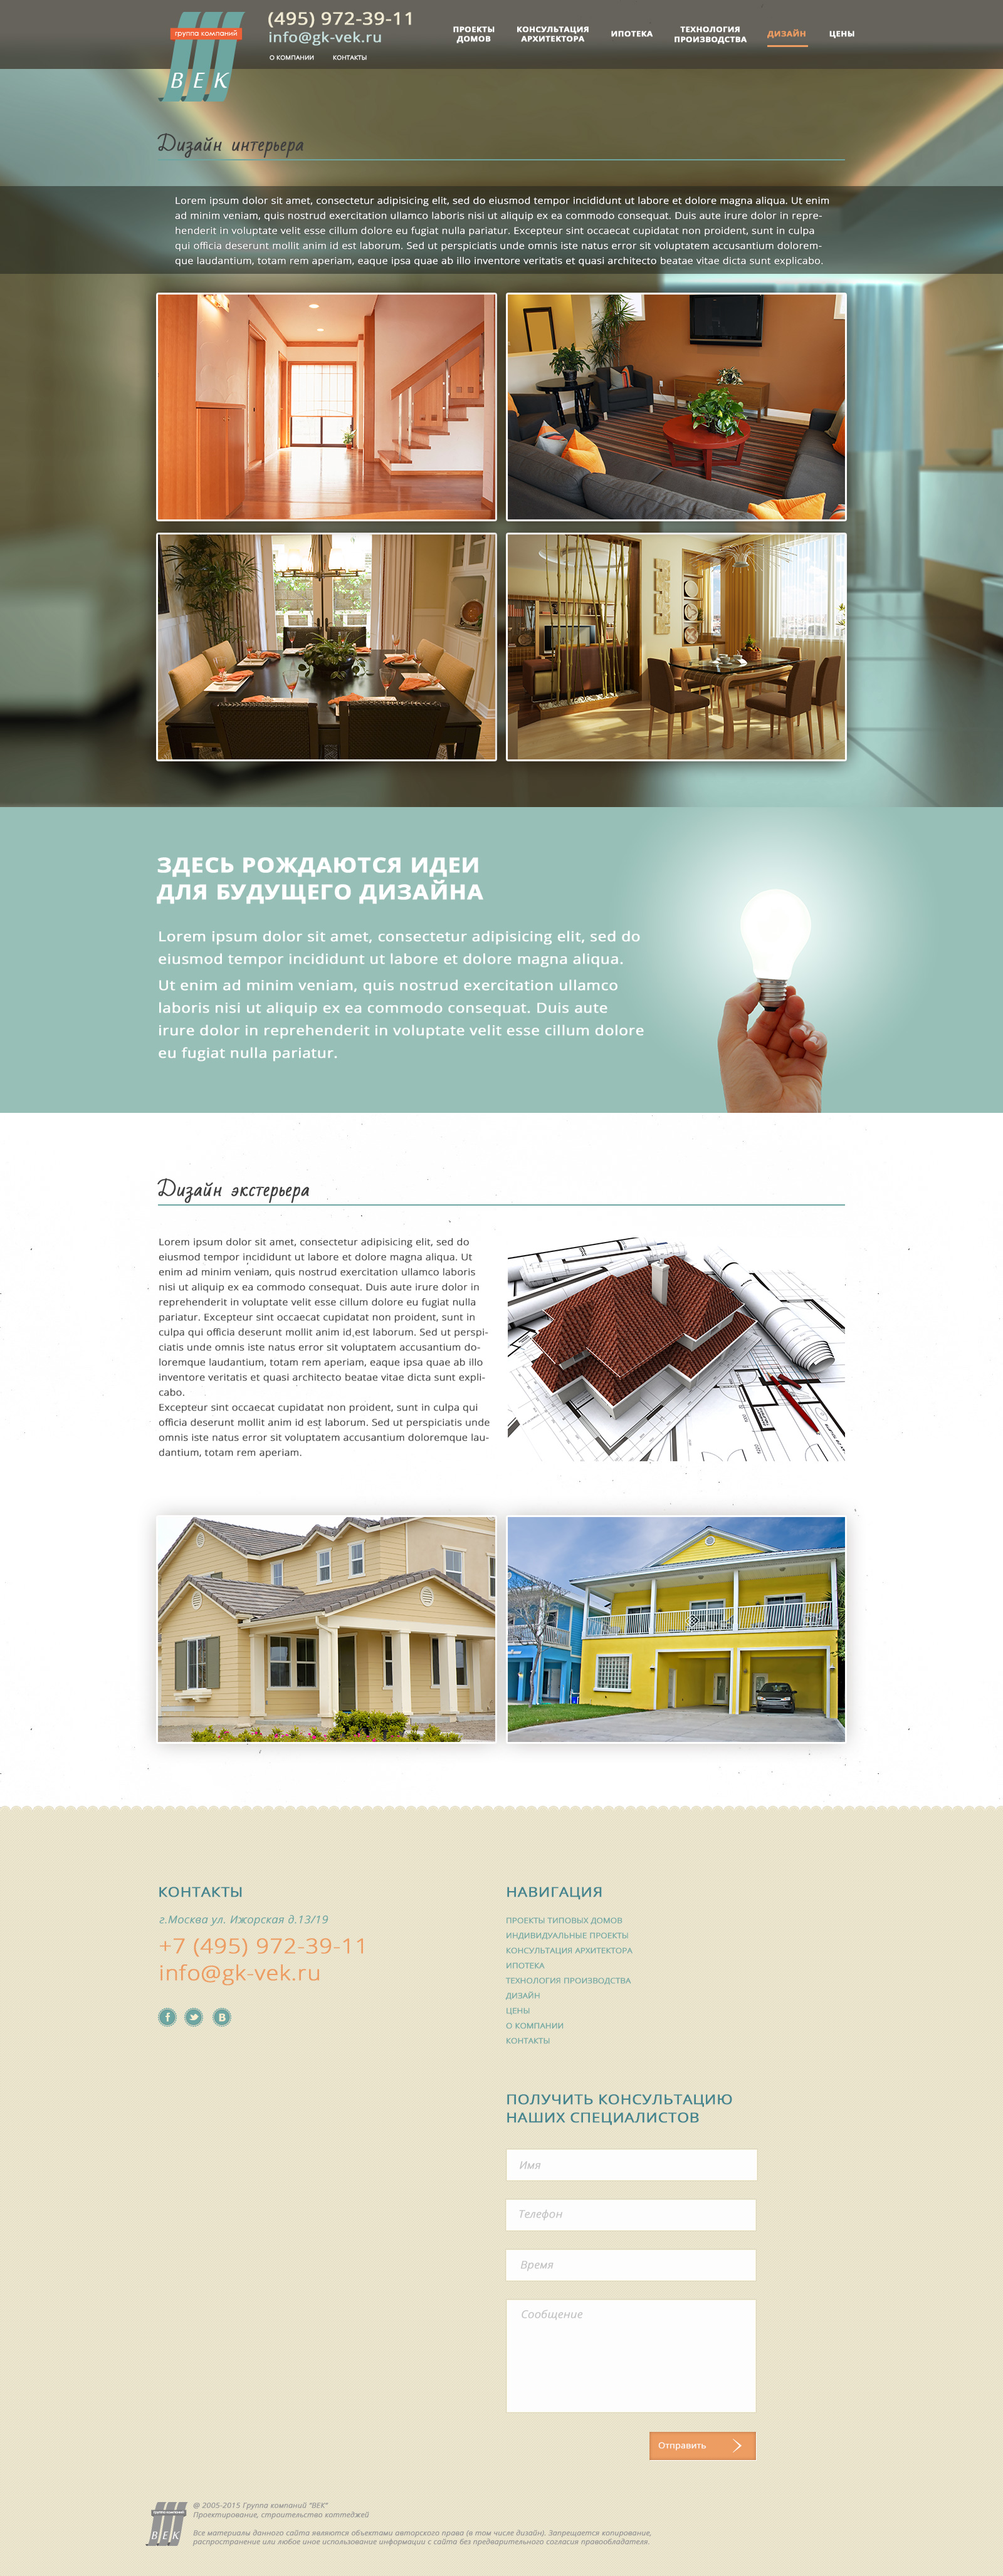 группа компаний
ВЕК
(495) 972-39-11
info@gk-vek.ru
О КОМПАНИИ
КОНТАКТЫ
ПРОЕКТЫ
ДОМОВ
КОНСУЛЬТАЦИЯ
АРХИТЕКТОРА
ИПОТЕКА
ТЕХНОЛОГИЯ
ПРОИЗВОДСТВА
ДИЗАЙН
ЦЕНЫ
Дизайн интерьера
Lorem ipsum dolor sit amet, consectetur adipisicing elit, sed do eiusmod tempor incididunt ut labore et dolore magna aliqua. Ut enim
ad minim veniam, quis nostrud exercitation ullamco laboris nisi ut aliquip ex ea commodo consequat. Duis aute irure dolor in repre-
henderit in voluptate velit esse cillum dolore eu fugiat nulla pariatur. Excepteur sint occaecat cupidatat non proident, sunt in culpa
qui officia deserunt mollit anim id est laborum. Sed ut perspiciatis unde omnis iste natus error sit voluptatem accusantium dolorem-
que laudantium, totam rem aperiam, eaque ipsa quae ab illo inventore veritatis et quasi architecto beatae vitae dicta sunt explicabo.
ЗДЕСЬ РОЖДАЮТСЯ ИДЕИ
ДЛЯ БУДУЩЕГО ДИЗАЙНА
Lorem ipsum dolor sit amet, consectetur adipisicing elit, sed do
eiusmod tempor incididunt ut labore et dolore magna aliqua.
Ut enim ad minim veniam, quis nostrud exercitation ullamco
laboris nisi ut aliquip ex ea commodo consequat. Duis aute
irure dolor in reprehenderit in voluptate velit esse cillum dolore
eu fugiat nulla pariatur.
Дизайн экстерьера
Lorem ipsum dolor sit amet, consectetur adipisicing elit, sed do
eiusmod tempor incididunt ut labore et dolore magna aliqua. Ut
enim ad minim veniam, quis nostrud exercitation ullamco laboris
nisi ut aliquip ex ea commodo consequat. Duis aute irure dolor in
reprehenderit in voluptate velit esse cillum dolore eu fugiat nulla
pariatur. Excepteur sint occaecat cupidatat non proident, sunt in
culpa qui officia deserunt mollit anim id est laborum. Sed ut perspi-
ciatis unde omnis iste natus error sit voluptatem accusantium do-
loremque laudantium, totam rem aperiam, eaque ipsa quae ab illo
inventore veritatis et quasi architecto beatae vitae dicta sunt expli-
cabo.
Excepteur sint occaecat cupidatat non proident, sunt in culpa qui
officia deserunt mollit anim id est laborum. Sed ut perspiciatis unde
omnis iste natus error sit voluptatem accusantium doloremque lau-
dantium, totam rem aperiam.
КОНТАКТЫ
г.Москва ул. Ижорская д.13/19
+7 (495) 972-39-11
info@gk-vek.ru
НАВИГАЦИЯ
ПРОЕКТЫ ТИПОВЫХ ДОМОВ
ИНДИВИДУАЛЬНЫЕ ПРОЕКТЫ
КОНСУЛЬТАЦИЯ АРХИТЕКТОРА
ИПОТЕКА
ТЕХНОЛОГИЯ ПРОИЗВОДСТВА
ДИЗАЙН
ЦЕНЫ
О КОМПАНИИ
КОНТАКТЫ
ПОЛУЧИТЬ КОНСУЛЬТАЦИЮ
НАШИХ СПЕЦИАЛИСТОВ
Имя
Телефон
Время
Сообщение
Отправить
группа компаний
ВЕК
@ 2005-2015 Группа компаний "ВЕК"
Проектирование, строительство коттеджей
Все материалы данного сайта являются объектами авторского права (в том числе дизайн). Запрещается копирование,
распространение или любое иное использование информации с сайта без предварительного согласия правообладателя.